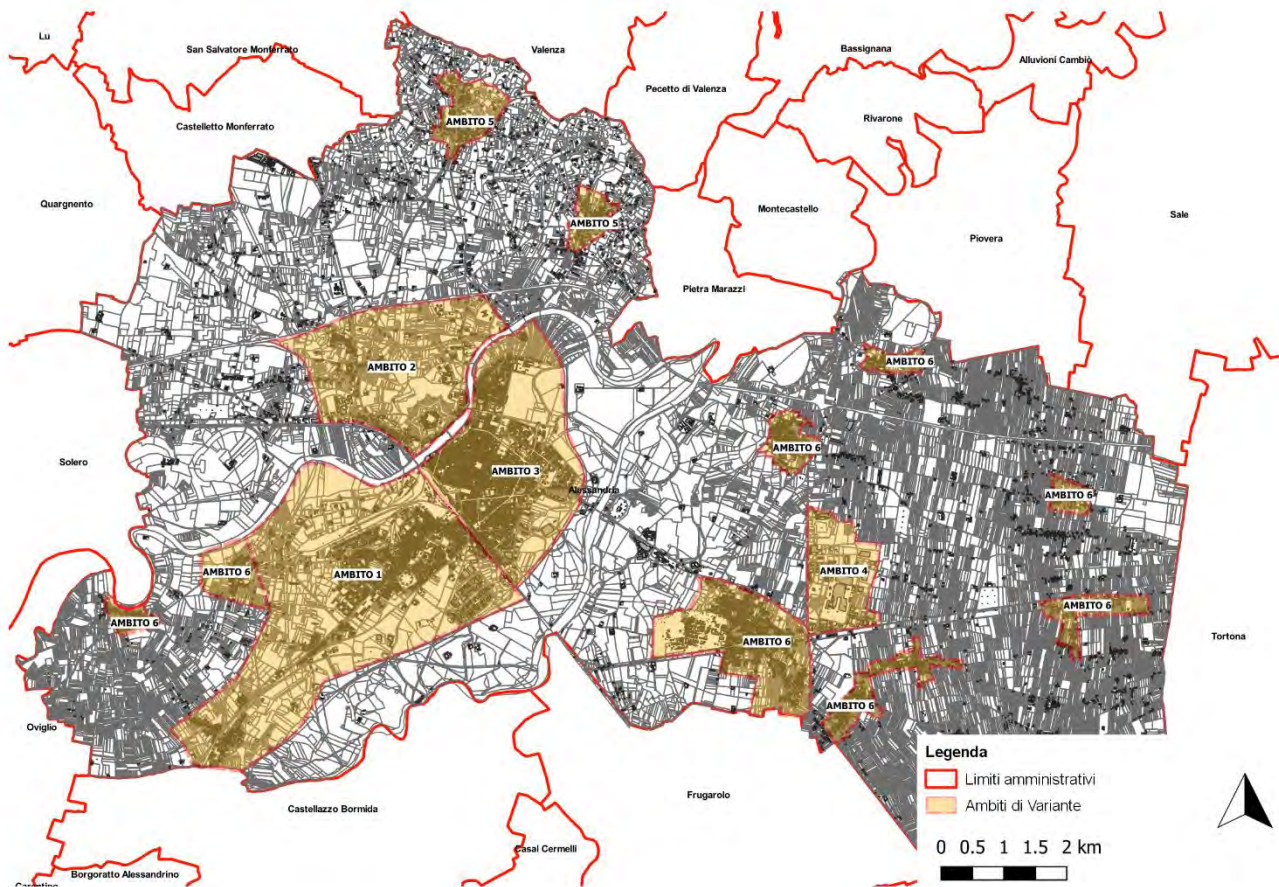 Lu
San Salvatore Monferrato
Valenza
Bassignana
Alluvioni Cambiò
Pecetto di Valenza
Castelletto Monferrato
AMBITO 5
Rivarone
Quargnento
AMBITO 5
Montecastello
Sale
Piovera
Pietra Marazzi
AMBITO 2
AMBITO 6
AMBITO 6
Solero
AMBITO 3
Alessandria
AMBITO 6
AMBITO 6
AMBITO 1
AMBITO 4
AMBITO 6
AMBITO 6
AMBITO 6
Tortona
AMBITO 6
Oviglio
Legenda
Limiti amministrativi
Ambiti di Variante
Frugarolo
Castellazzo Bormida
0 0.5 1 1.5 2 km
Casal Cermelli
Borgoratto Alessandrino